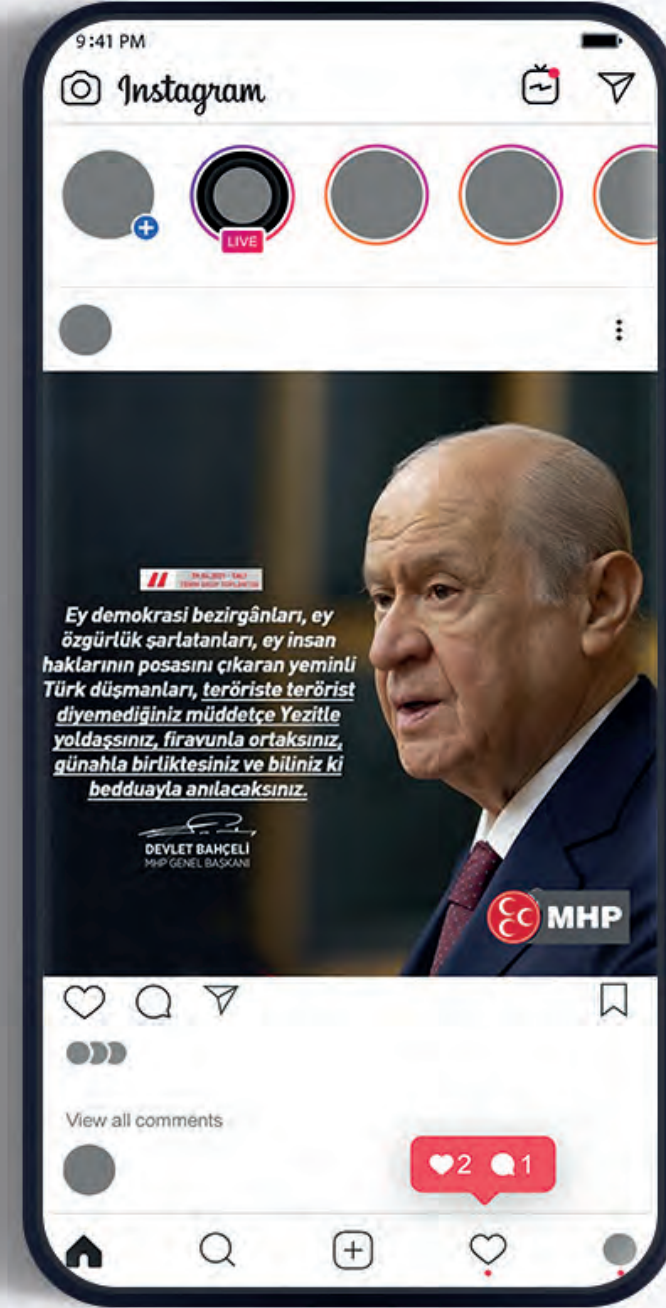 9:41 PM
Instagram
LIVE
Ey demokrasi bezirgânları, ey
özgürlük şarlatanları, ey insan
haklarının posasını çıkaran yeminli
Türk düşmanları, teröriste terörist
diyemediğiniz müddetçe Yezitle
yoldaşsınız, firavunla ortaksınız,
günahla birliktesiniz ve biliniz ki
bedduayla anılacaksınız.
DEVLET BAHÇELİ
MHP GENEL BAŞKANI
MHP
View all comments
2 1